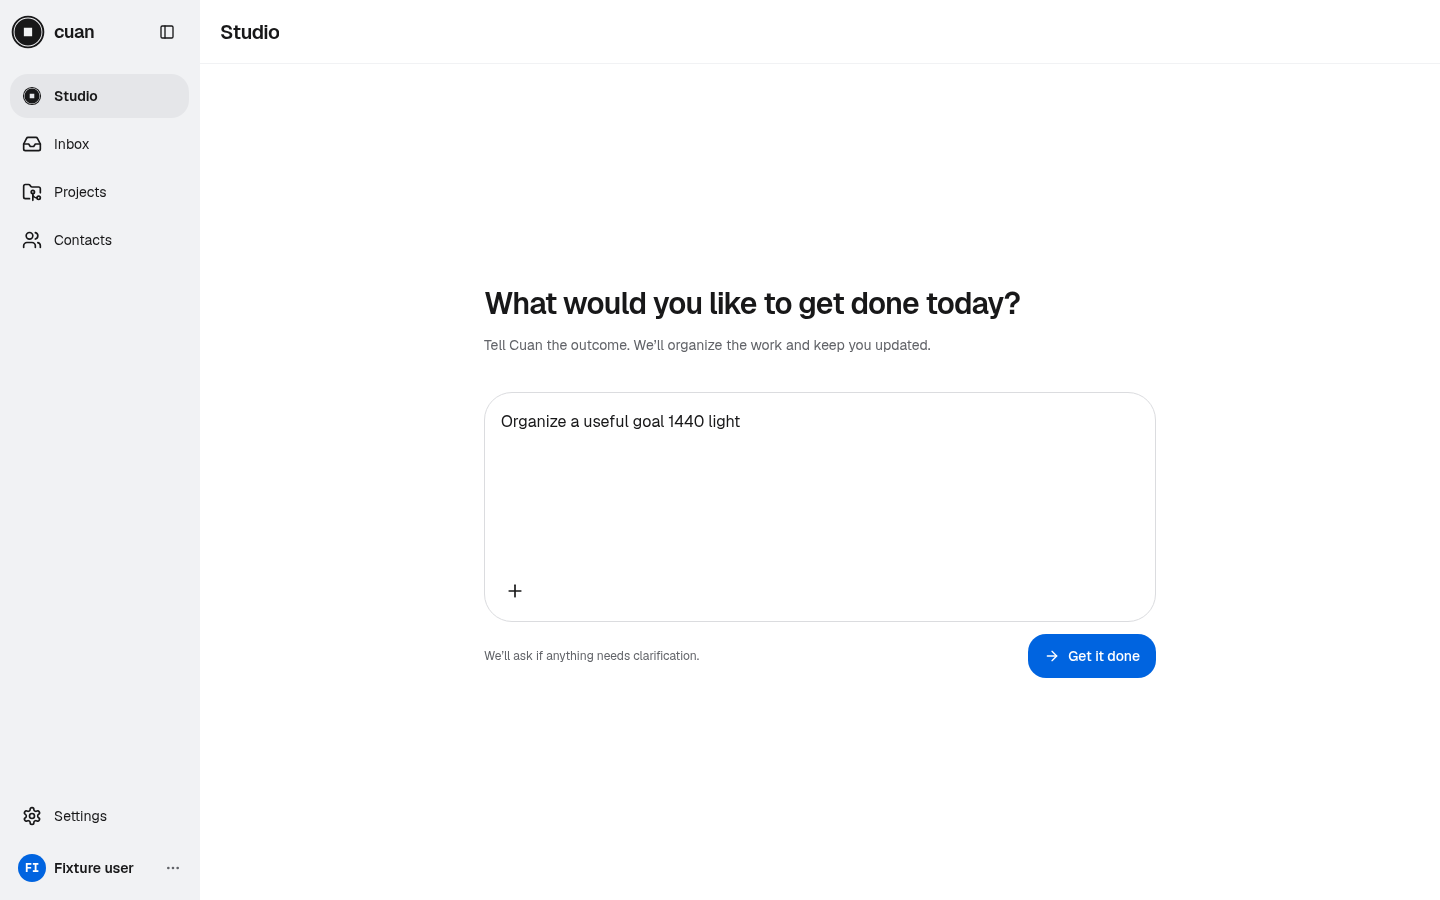 cuan
Studio
Inbox
Projects
Contacts
Settings
FI
Fixture user
Studio
What would you like to get done today?
Tell Cuan the outcome. We’ll organize the work and keep you updated.
Organize a useful goal 1440 light
We’ll ask if anything needs clarification.
Get it done